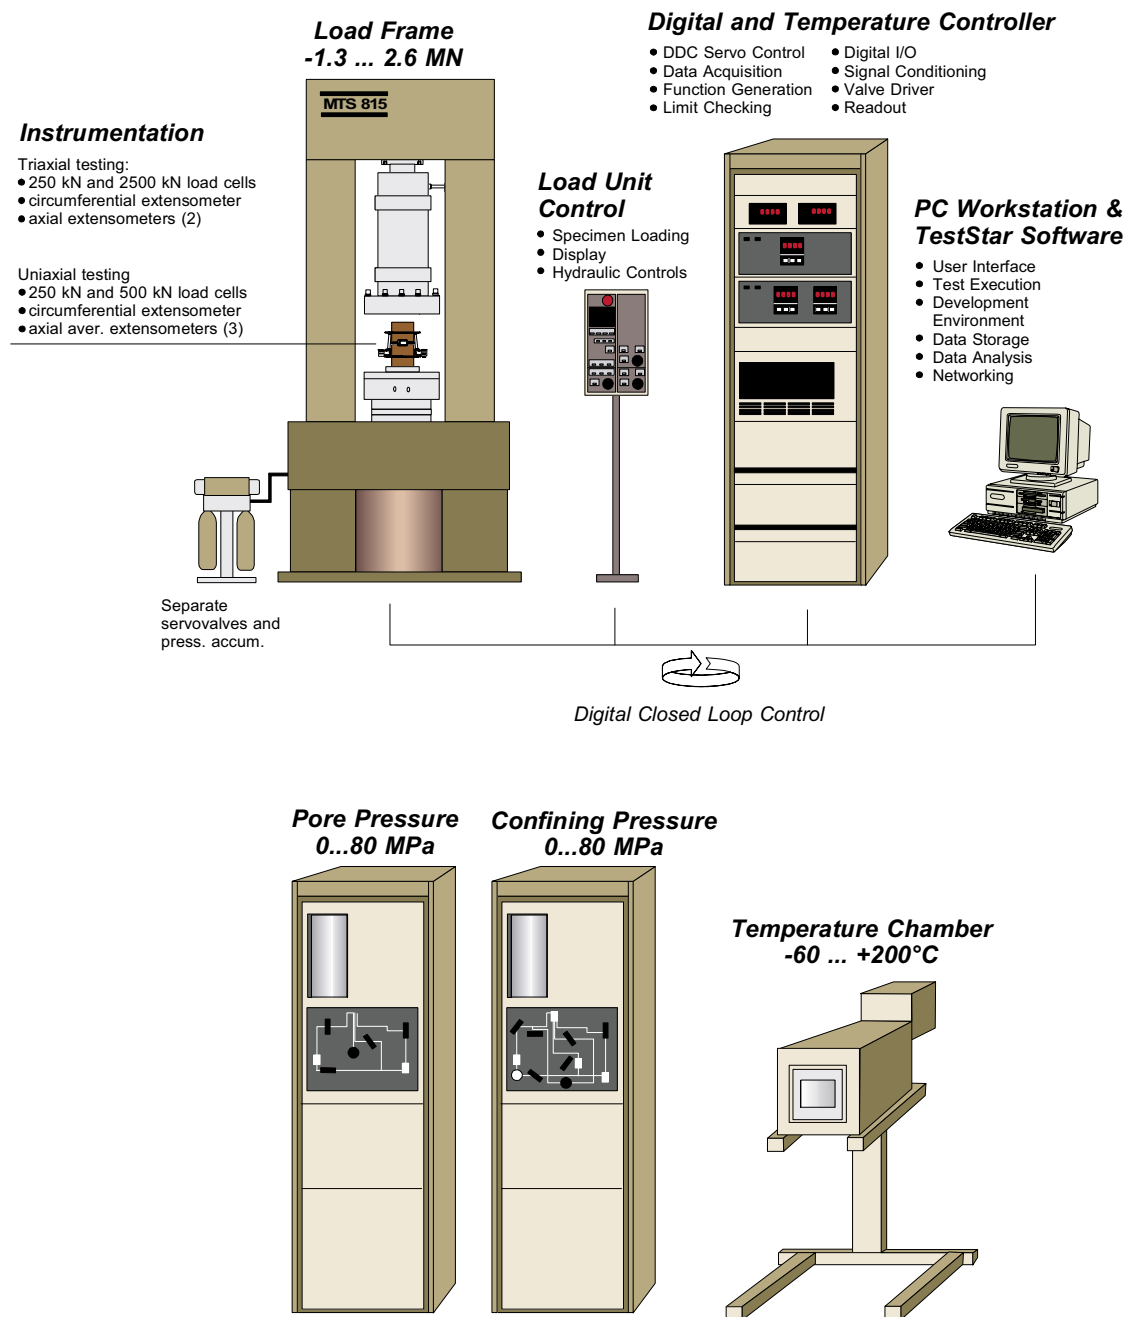 Load Frame
-1.3 ... 2.6 MN
MTS 815
Instrumentation
Triaxial testing:
• 250 kN and 2500 kN load cells
• circumferential extensometer
• axial extensometers (2)
Uniaxial testing
• 250 kN and 500 kN load cells
• circumferential extensometer
• axial aver. extensometers (3)
Separate
servovalves and
press. accum.
Load Unit
Control
• Specimen Loading
• Display
• Hydraulic Controls
Digital and Temperature Controller
• DDC Servo Control
• Data Acquisition
• Function Generation
• Limit Checking
• Digital I/O
• Signal Conditioning
• Valve Driver
• Readout
PC Workstation &
TestStar Software
• User Interface
• Test Execution
• Development
Environment
• Data Storage
• Data Analysis
• Networking
Digital Closed Loop Control
Pore Pressure
0...80 MPa
Confining Pressure
0...80 MPa
Temperature Chamber
-60 ... +200°C